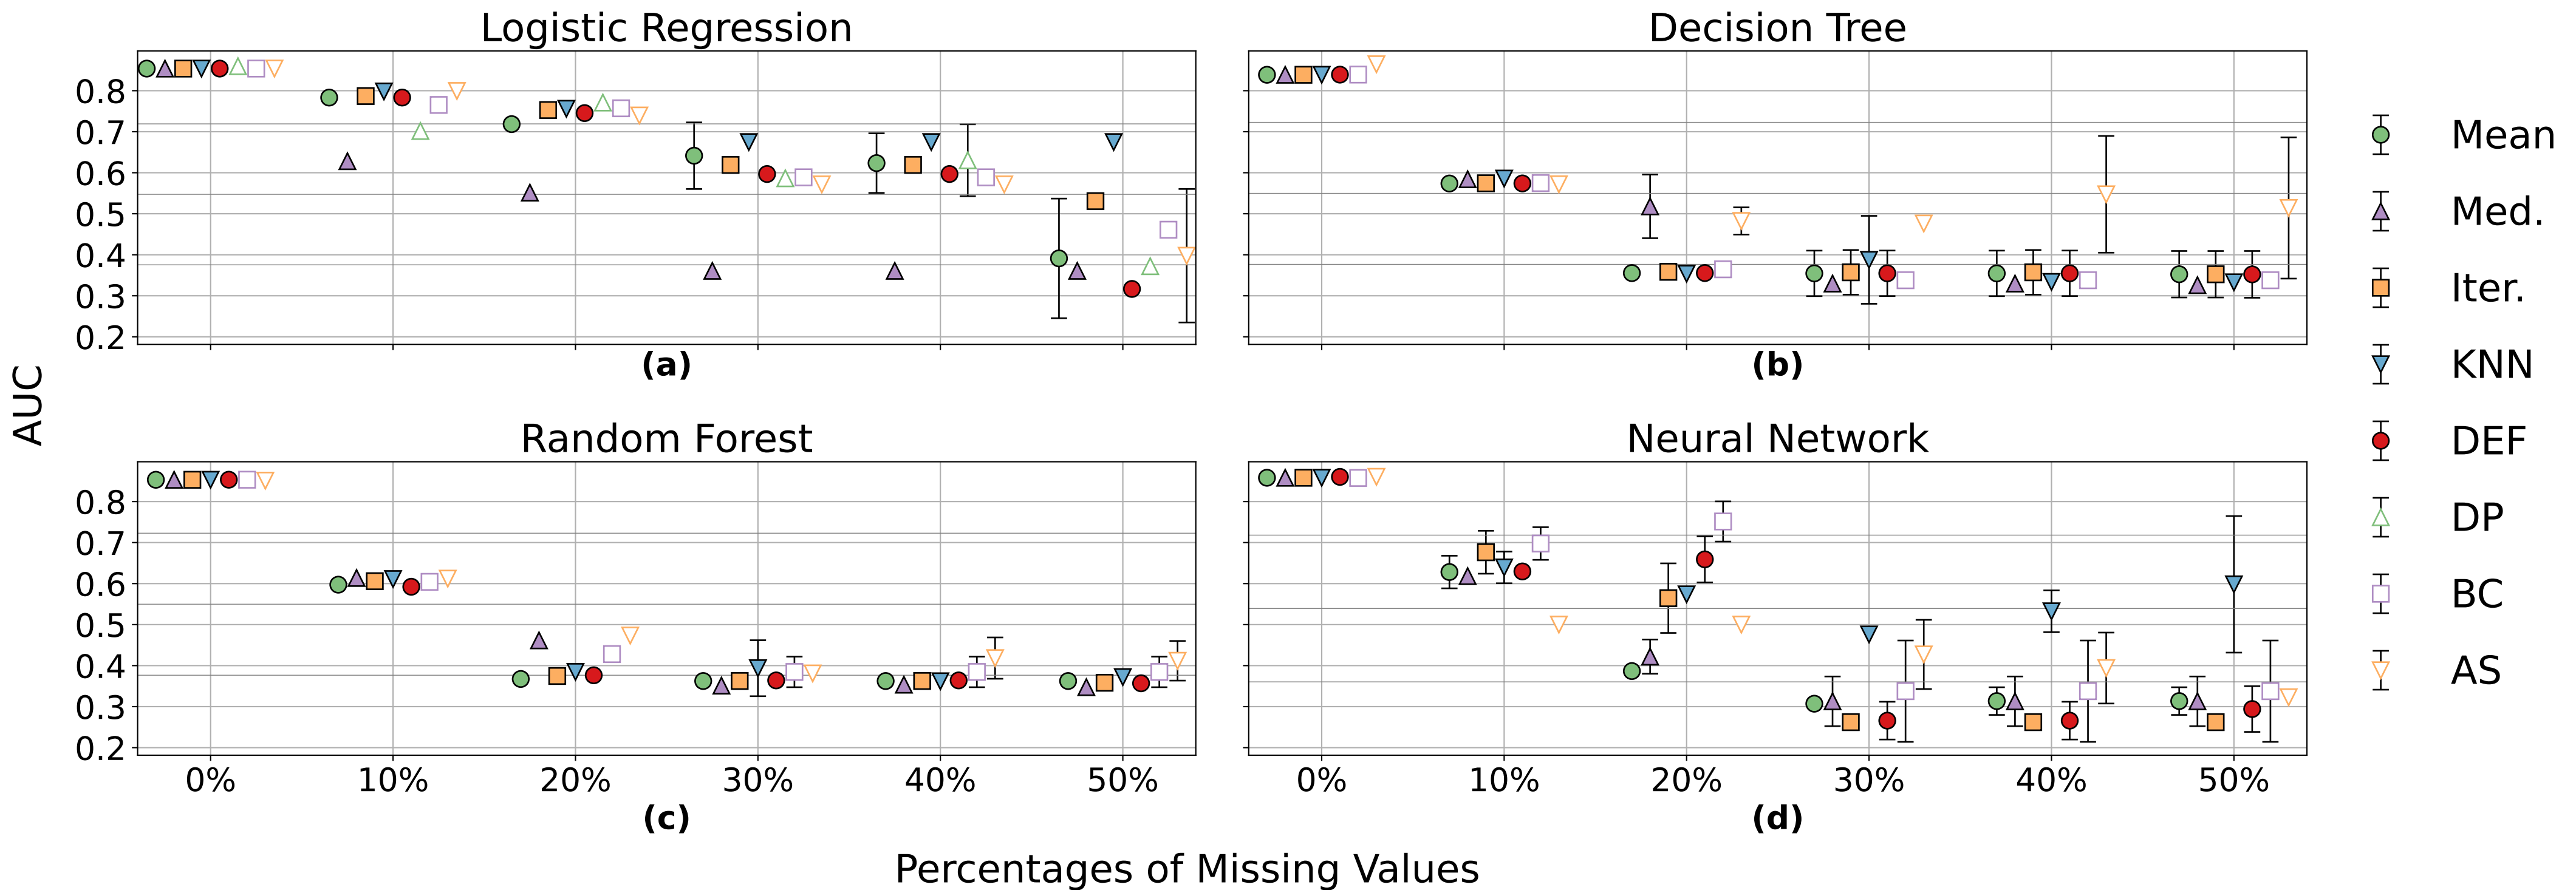 Logistic Regression
Decision Tree
0.8
0.7
0.6
0.5
0.4
0.3
0.2
(a)
(b)
AUC
Random Forest
Neural Network
0.8
0.7
0.6
0.5
0.4
0.3
0.2
0% 10% 20% 30% 40% 50%
0% 10% 20% 30% 40% 50%
(c)
(d)
Percentages of Missing Values
Mean
Med.
Iter.
KNN
DEF
DP
BC
AS